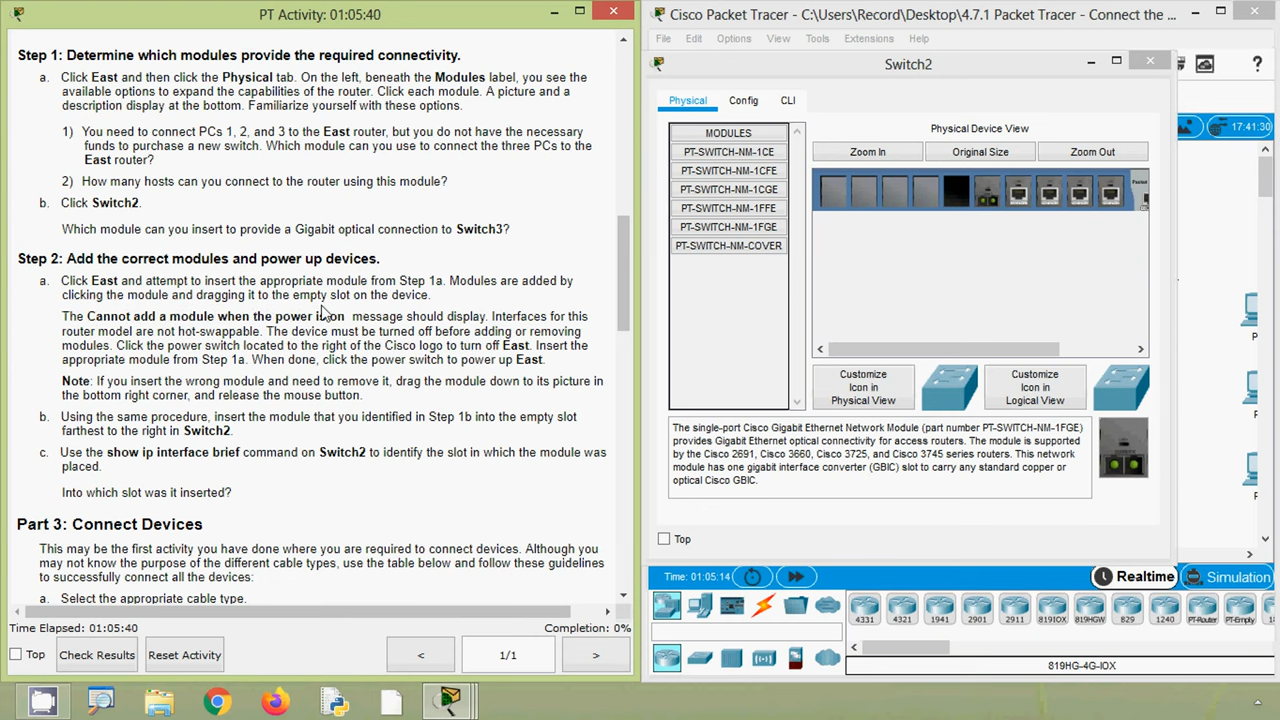 PT Activity: 01:05:40
Step 1: Determine which modules provide the required connectivity.
a. Click East and then click the Physical tab. On the left, beneath the Modules label, you see the
available options to expand the capabilities of the router. Click each module. A picture and a
description display at the bottom. Familiarize yourself with these options.
1) You need to connect PCs 1, 2, and 3 to the East router, but you do not have the necessary
funds to purchase a new switch. Which module can you use to connect the three PCs to the
East router?
2) How many hosts can you connect to the router using this module?
b. Click Switch2.
Which module can you insert to provide a Gigabit optical connection to Switch3?
Step 2: Add the correct modules and power up devices.
a. Click East and attempt to insert the appropriate module from Step 1a. Modules are added by
clicking the module and dragging it to the empty slot on the device.
The Cannot add a module when the power is on message should display. Interfaces for this
router model are not hot-swappable. The device must be turned off before adding or removing
modules. Click the power switch located to the right of the Cisco logo to turn off East. Insert the
appropriate module from Step 1a. When done, click the power switch to power up East.
Note: If you insert the wrong module and need to remove it, drag the module down to its picture in
the bottom right corner, and release the mouse button.
b. Using the same procedure, insert the module that you identified in Step 1b into the empty slot
farthest to the right in Switch2.
c. Use the show ip interface brief command on Switch2 to identify the slot in which the module was
placed.
Into which slot was it inserted?
Part 3: Connect Devices
This may be the first activity you have done where you are required to connect devices. Although you
may not know the purpose of the different cable types, use the table below and follow these guidelines
to successfully connect all the devices:
a. Select the appropriate cable type.
Time Elapsed: 01:05:40
Completion: 0%
Top
Check Results
Reset Activity
<
1/1
>
Cisco Packet Tracer - C:\Users\Record\Desktop\4.7.1 Packet Tracer - Connect the ...
File Edit Options View Tools Extensions Help
Switch2
Physical Config CLI
17:41:30
MODULES
PT-SWITCH-NM-1CE
PT-SWITCH-NM-1CFE
PT-SWITCH-NM-1CGE
PT-SWITCH-NM-1FFE
PT-SWITCH-NM-1FGE
PT-SWITCH-NM-COVER
Physical Device View
Zoom In
Original Size
Zoom Out
Packet
Customize
Icon in
Physical View
Customize
Icon in
Logical View
The single-port Cisco Gigabit Ethernet Network Module (part number PT-SWITCH-NM-1FGE)
provides Gigabit Ethernet optical connectivity for access routers. The module is supported
by the Cisco 2691, Cisco 3660, Cisco 3725, and Cisco 3745 series routers. This network
module has one gigabit interface converter (GBIC) slot to carry any standard copper or
optical Cisco GBIC.
Top
Time: 01:05:14
Realtime
Simulation
4331 4321 1941 2901 2911 819IOX 819HGW 829 1240 PT-Router PT-Empty
819HG-4G-IOX